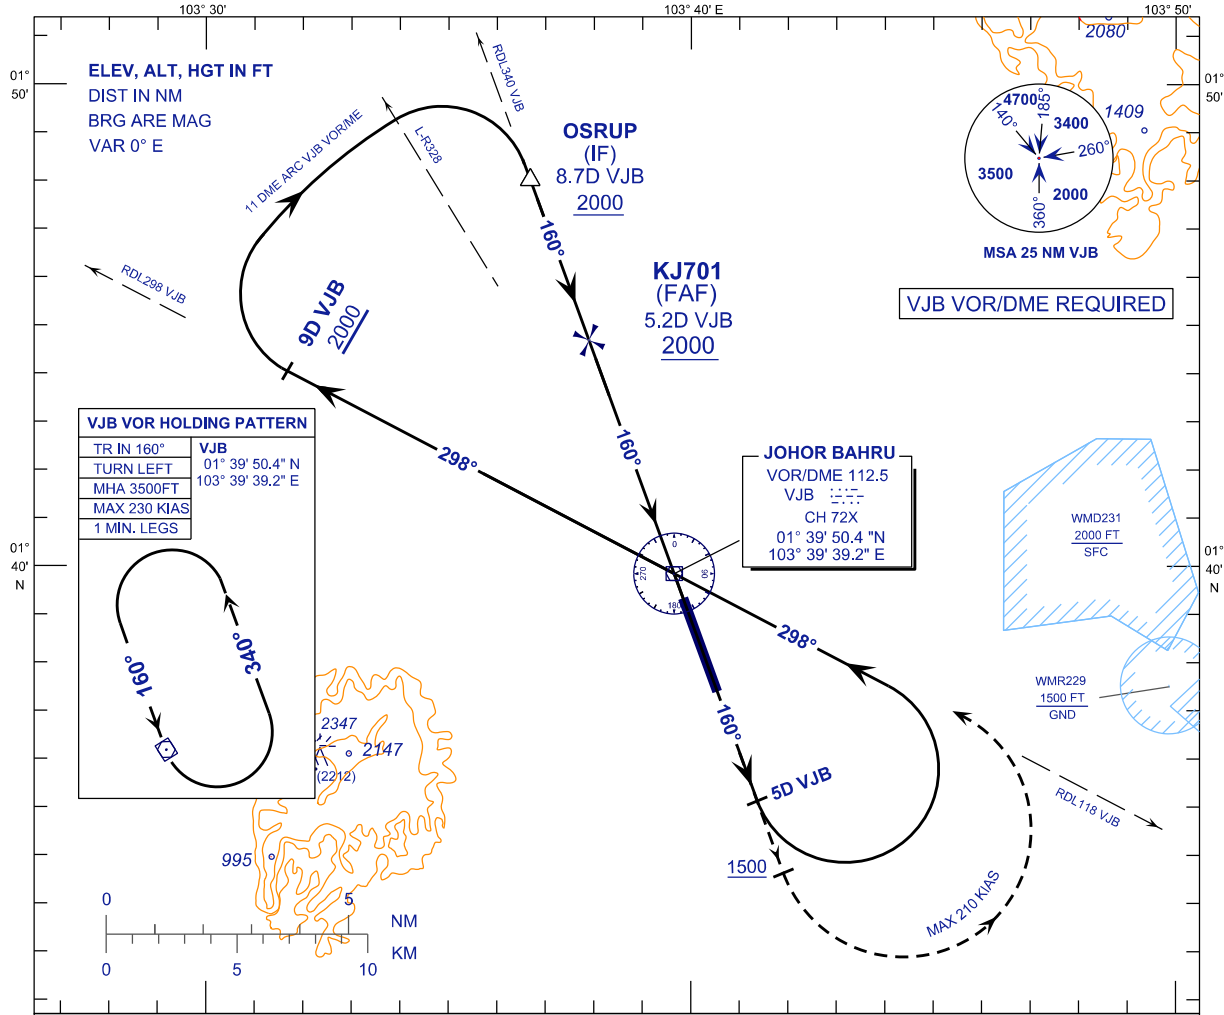 103° 30'
103° 40' E
103° 50'
01°
50'
01°
50'
ELEV, ALT, HGT IN FT
DIST IN NM
BRG ARE MAG
VAR 0° E
RDL340 VJB
L-R328
11 DME ARC VJB VOR/ME
OSRUP
(IF)
8.7D VJB
2000
2080
1409
4700
185°
140°
3400
260°
3500
2000
360°
MSA 25 NM VJB
VJB VOR/DME REQUIRED
160°
RDL298 VJB
9D VJB
2000
KJ701
(FAF)
5.2D VJB
2000
160°
298°
VJB VOR HOLDING PATTERN
TR IN 160°
TURN LEFT
MHA 3500FT
MAX 230 KIAS
1 MIN. LEGS
VJB
01° 39' 50.4" N
103° 39' 39.2" E
160°
340°
JOHOR BAHRU
VOR/DME 112.5
VJB
CH 72X
01° 39' 50.4 "N
103° 39' 39.2" E
WMD231
2000 FT
SFC
01°
40'
N
01°
40'
N
0
90
180
270
298°
WMR229
1500 FT
GND
160°
2347
2147
(2212)
995
5D VJB
RDL118 VJB
1500
MAX 210 KIAS
0
5
NM
KM
0
5
10